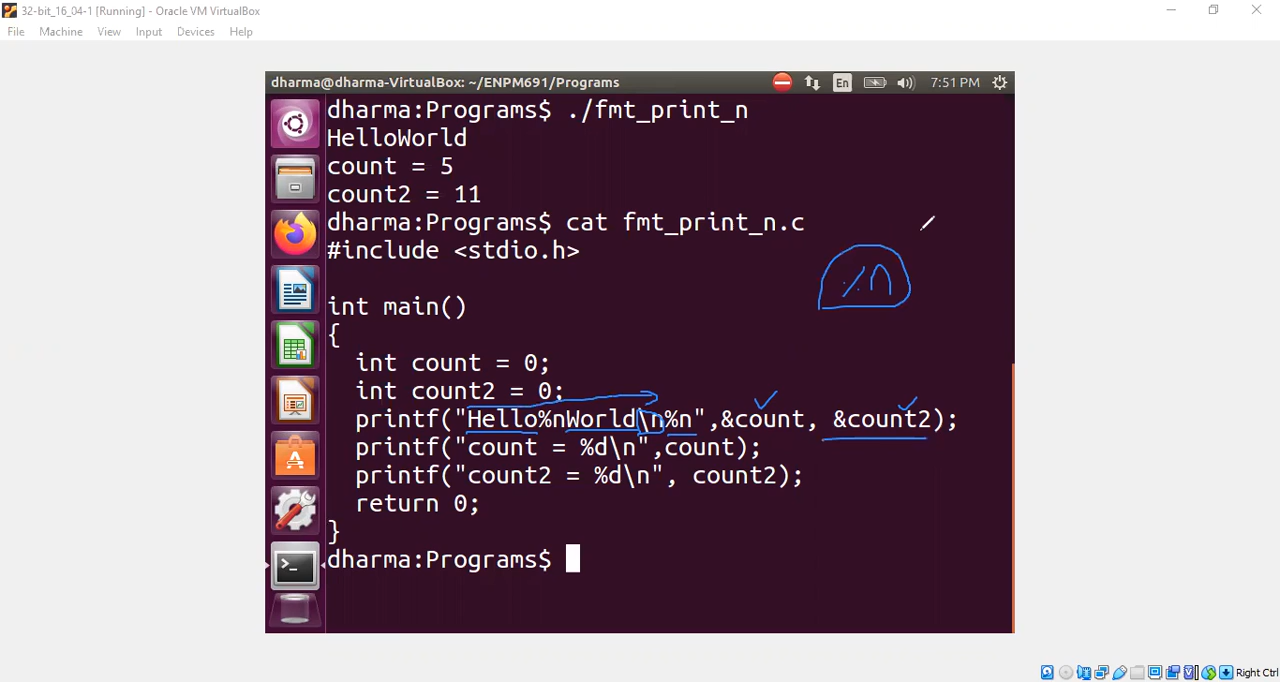 32-bit_16_04-1 [Running] - Oracle VM VirtualBox
File Machine View Input Devices Help
dharma@dharma-VirtualBox: ~/ENPM691/Programs En 7:51 PM
dharma:Programs$ ./fmt_print_n
HelloWorld
count = 5
count2 = 11
dharma:Programs$ cat fmt_print_n.c
#include <stdio.h>
%n
int main()
{
int count = 0;
int count2 = 0;
printf("Hello%nWorld\n%n",&count, &count2);
printf("count = %d\n",count);
printf("count2 = %d\n", count2);
return 0;
}
dharma:Programs$
Right Ctrl